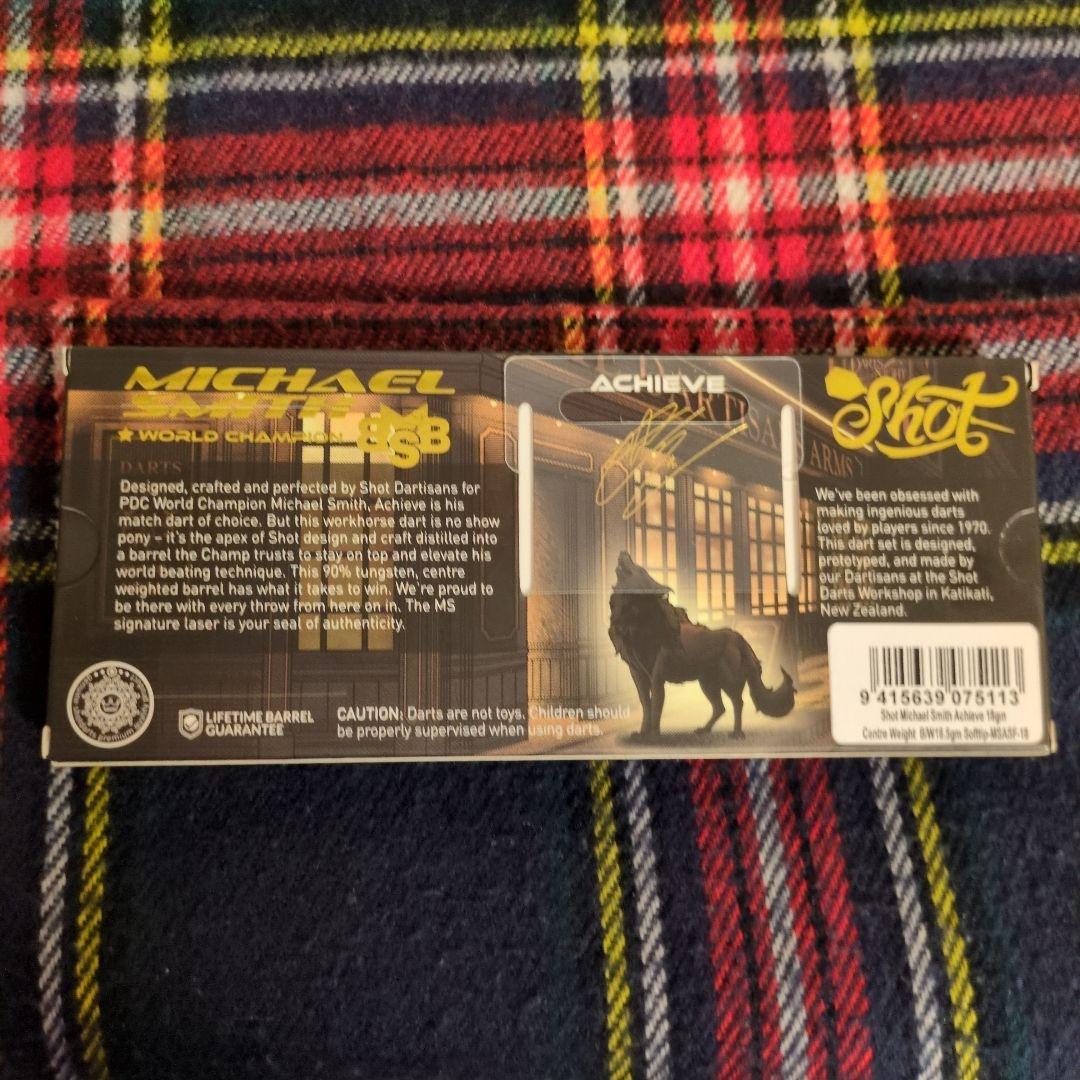 MICHAEL
SMITH
WORLD CHAMPION
DARTS
Designed, crafted and perfected by Shot Dartisans for
PDC World Champion Michael Smith, Achieve is his
match dart of choice. But this workhorse dart is no show
pony – it's the apex of Shot design and craft distilled into
a barrel the Champ trusts to stay on top and elevate his
world beating technique. This 90% tungsten, centre
weighted barrel has what it takes to win. We're proud to
be there with every throw from here on in. The MS
signature laser is your seal of authenticity.
LIFETIME BARREL
GUARANTEE
CAUTION: Darts are not toys. Children should
be properly supervised when using darts.
ACHIEVE
ARMS
Shot
We've been obsessed with
making ingenious darts
loved by players since 1970.
This dart set is designed,
prototyped, and made by
our Dartisans at the Shot
Darts Workshop in Katikati,
New Zealand.
9 415639 075113
Shot Michael Smith Achieve 18gm
Centre Weight B/W16.5gm Softtip-MSASF-18